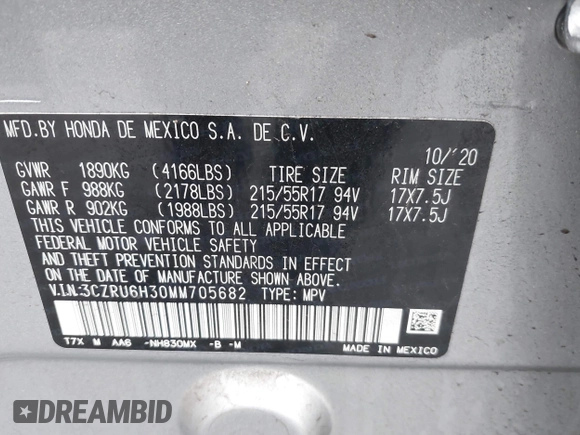 MFD.BY HONDA DE MEXICO S.A. DE C.V.
10/'20
GVWR 1890KG (4166LBS) TIRE SIZE RIM SIZE
GAWR F 988KG (2178LBS) 215/55R17 94V 17X7.5J
GAWR R 902KG (1988LBS) 215/55R17 94V 17X7.5J
THIS VEHICLE CONFORMS TO ALL APPLICABLE
FEDERAL MOTOR VEHICLE SAFETY
AND THEFT PREVENTION STANDARDS IN EFFECT
ON THE DATE OF MANUFACTURE SHOWN ABOVE.
V.I.N.:3CZRU6H30MM705682 TYPE: MPV
T7X M AA6 -NH830MX -B -M
MADE IN MEXICO
DREAMBID